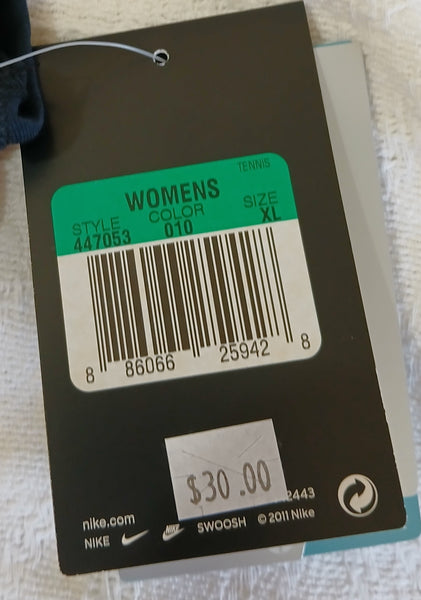 TENNIS
WOMENS
STYLE COLOR SIZE
447053 010 XL
8 86066 25942 8
$30.00
2443
nike.com
NIKE SWOOSH © 2011 Nike